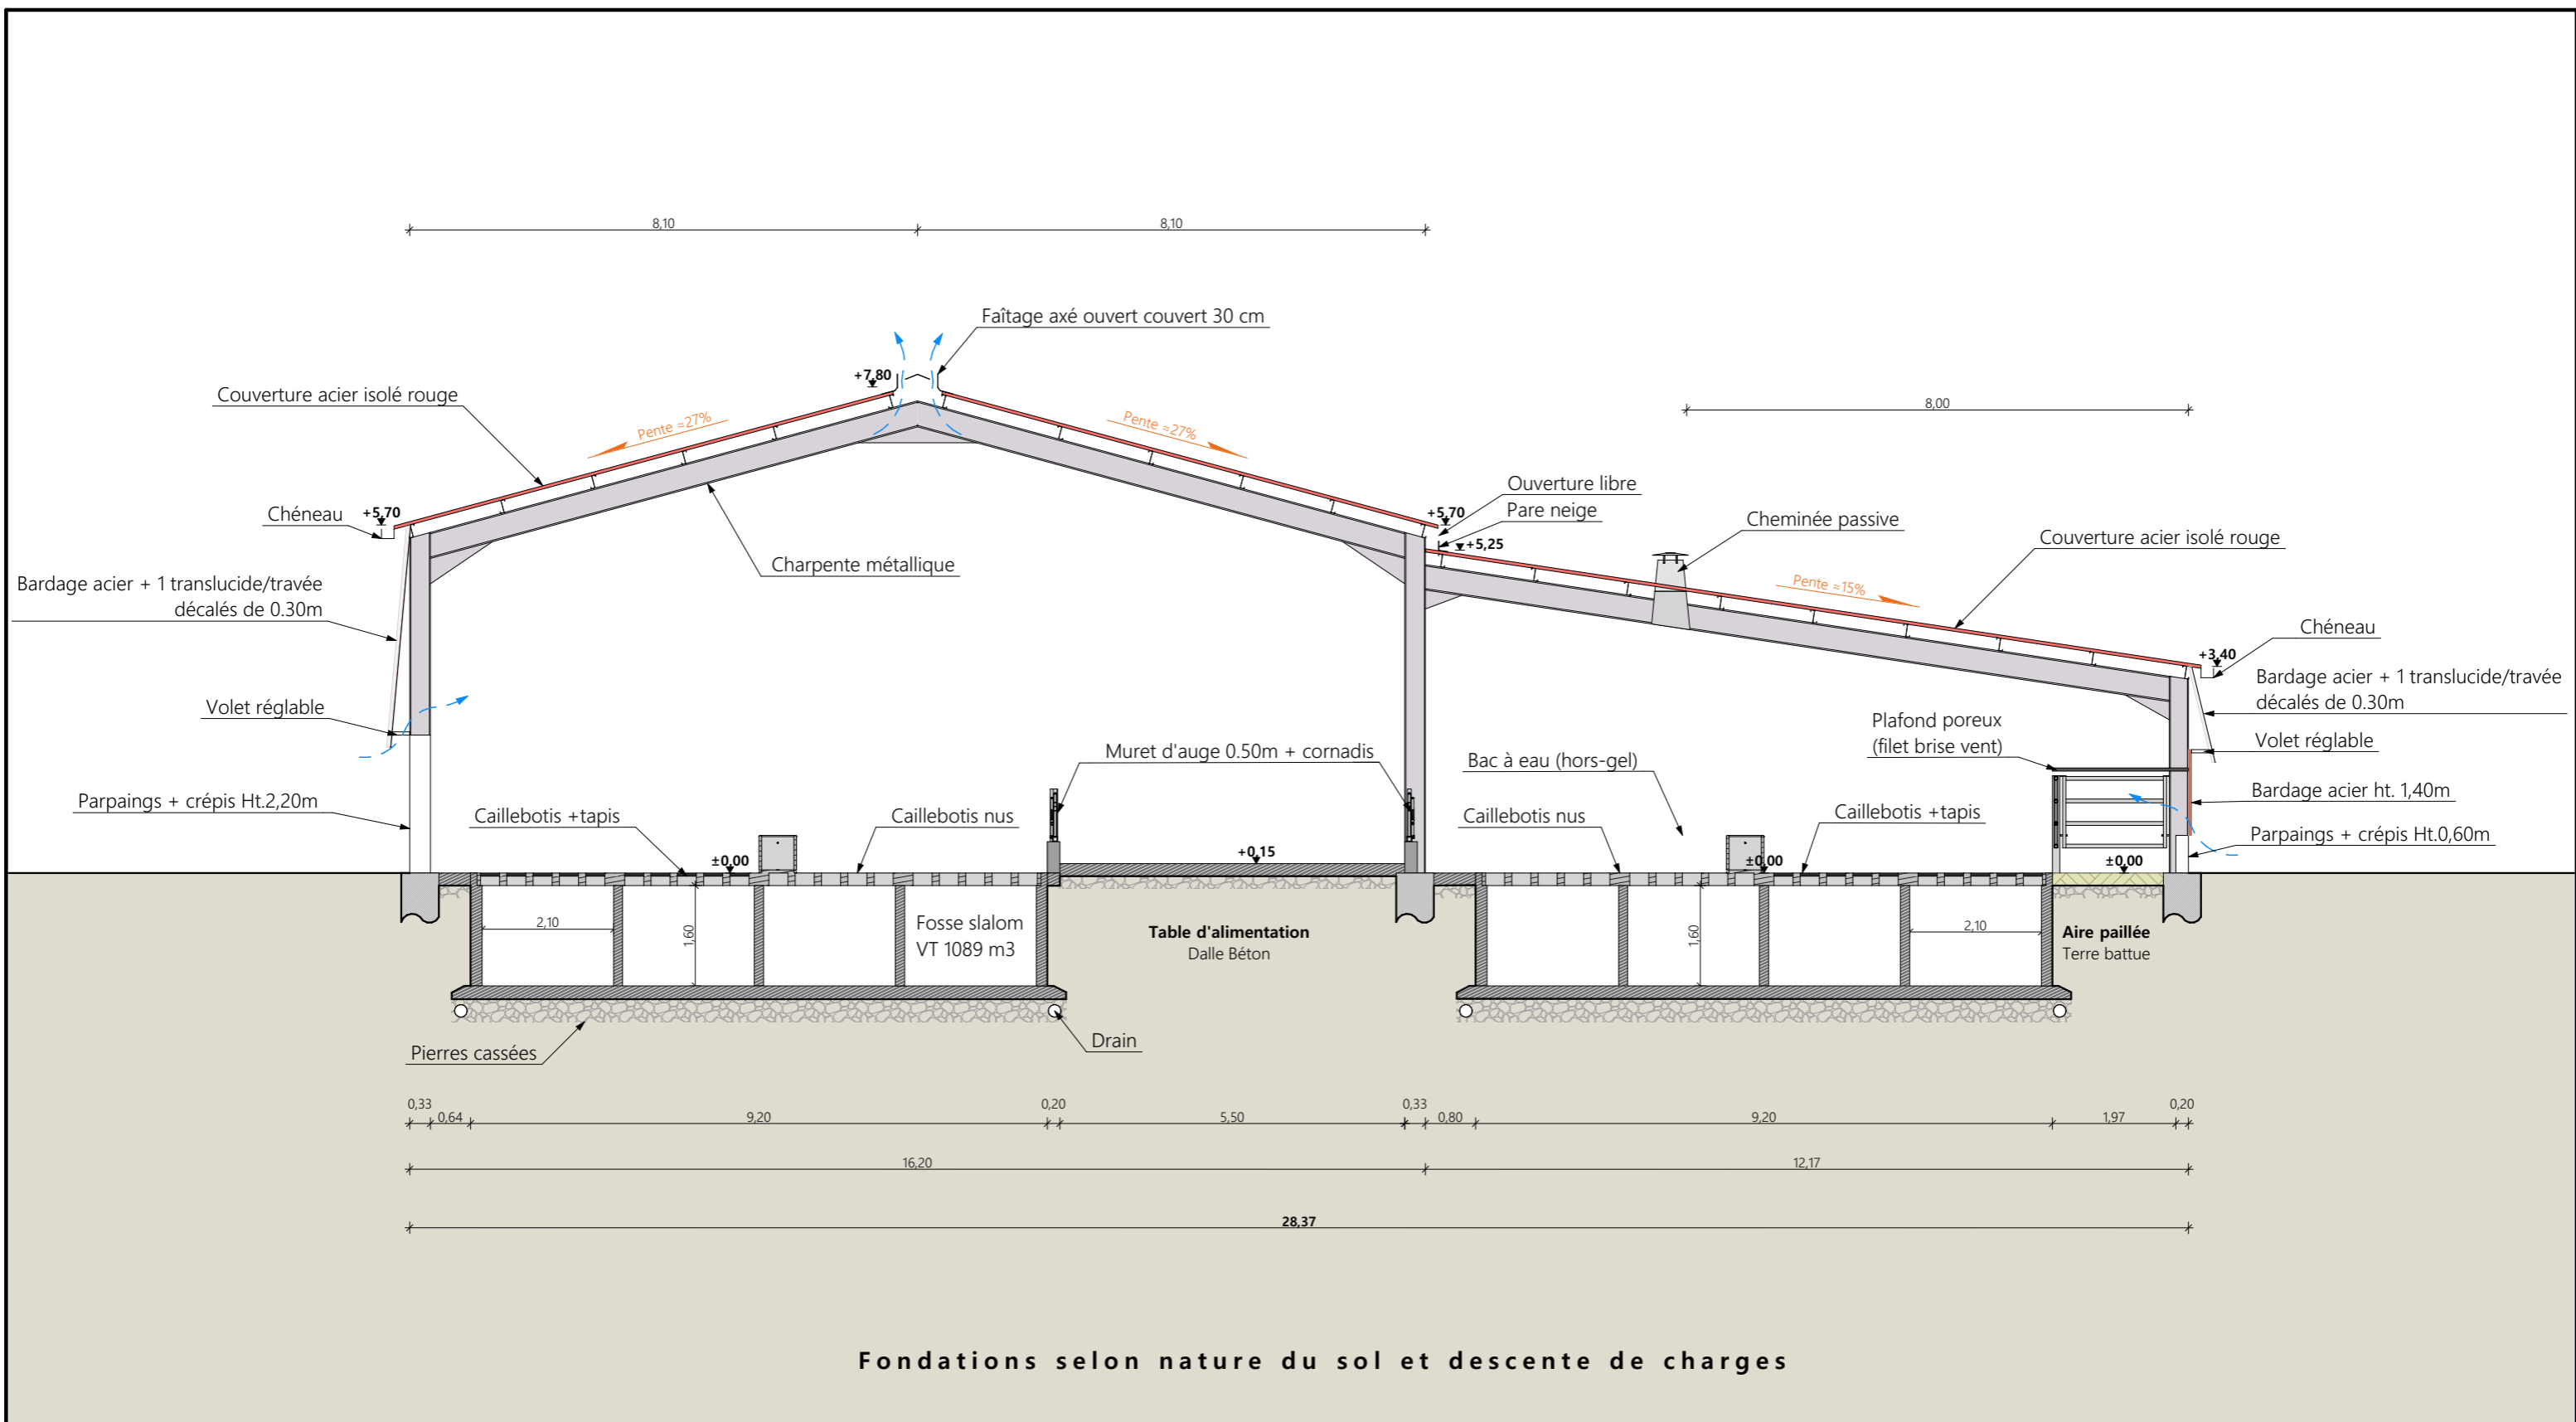 8,10
8,10
Faîtage axé ouvert couvert 30 cm
+7,80
Couverture acier isolé rouge
Pente ≈27%
Pente ≈27%
8,00
Ouverture libre
Pare neige
Chéneau
+5,70
+5,70
+5,25
Cheminée passive
Couverture acier isolé rouge
Charpente métallique
Pente ≈15%
Bardage acier + 1 translucide/travée
décalés de 0.30m
Chéneau
+3,40
Bardage acier + 1 translucide/travée
décalés de 0.30m
Volet réglable
Plafond poreux
(filet brise vent)
Volet réglable
Muret d'auge 0.50m + cornadis
Bac à eau (hors-gel)
Bardage acier ht. 1,40m
Parpaings + crépis Ht.2,20m
Caillebotis +tapis
Caillebotis nus
Caillebotis nus
Caillebotis +tapis
Parpaings + crépis Ht.0,60m
±0,00
+0,15
±0,00
±0,00
2,10
1,60
Fosse slalom
VT 1089 m3
Table d'alimentation
Dalle Béton
1,60
2,10
Aire paillée
Terre battue
Pierres cassées
Drain
0,33
0,64
9,20
0,20
5,50
0,33
0,80
9,20
1,97
0,20
16,20
12,17
28,37
Fondations selon nature du sol et descente de charges